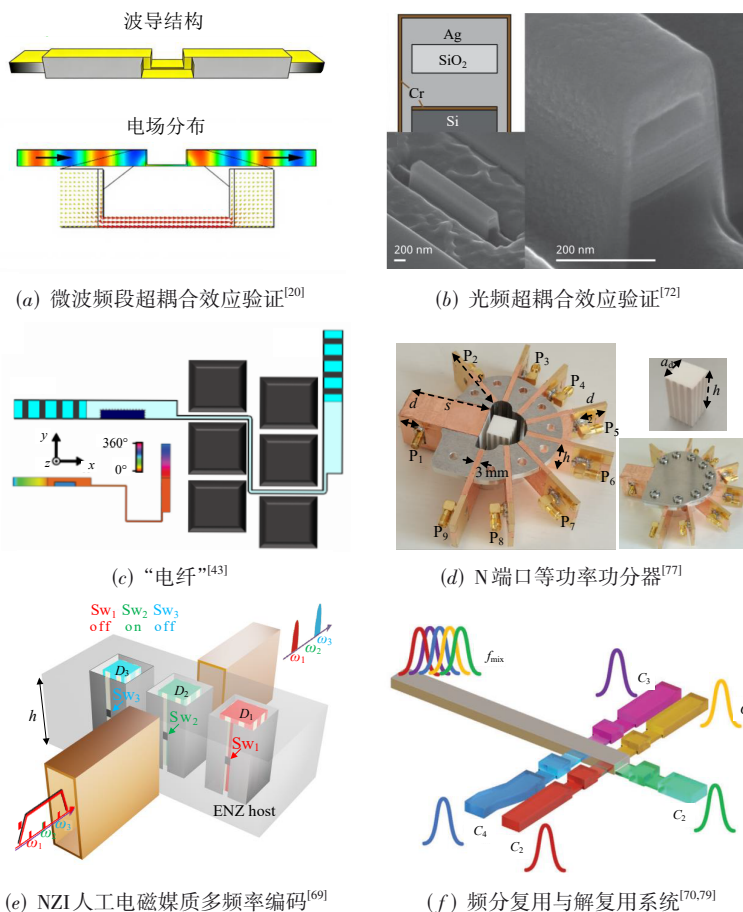 波导结构
电场分布
(a) 微波频段超耦合效应验证[20]
Ag
SiO2
Cr
Si
200 nm
200 nm
(b) 光频超耦合效应验证[72]
y
z
x
360°
0°
(c) “电纤”[43]
P1
P2
P3
P4
P5
P6
P7
P8
P9
s
s
d
d
h
3 mm
ad
h
(d) N端口等功率功分器[77]
Sw1 Sw2 Sw3
off on off
ω1
ω2
ω3
D3
D2
D1
Sw3
Sw2
Sw1
h
ENZ host
ω1
ω2
ω3
(e) NZI人工电磁媒质多频率编码[69]
fmix
C3
C4
C2
C2
(f) 频分复用与解复用系统[70,79]